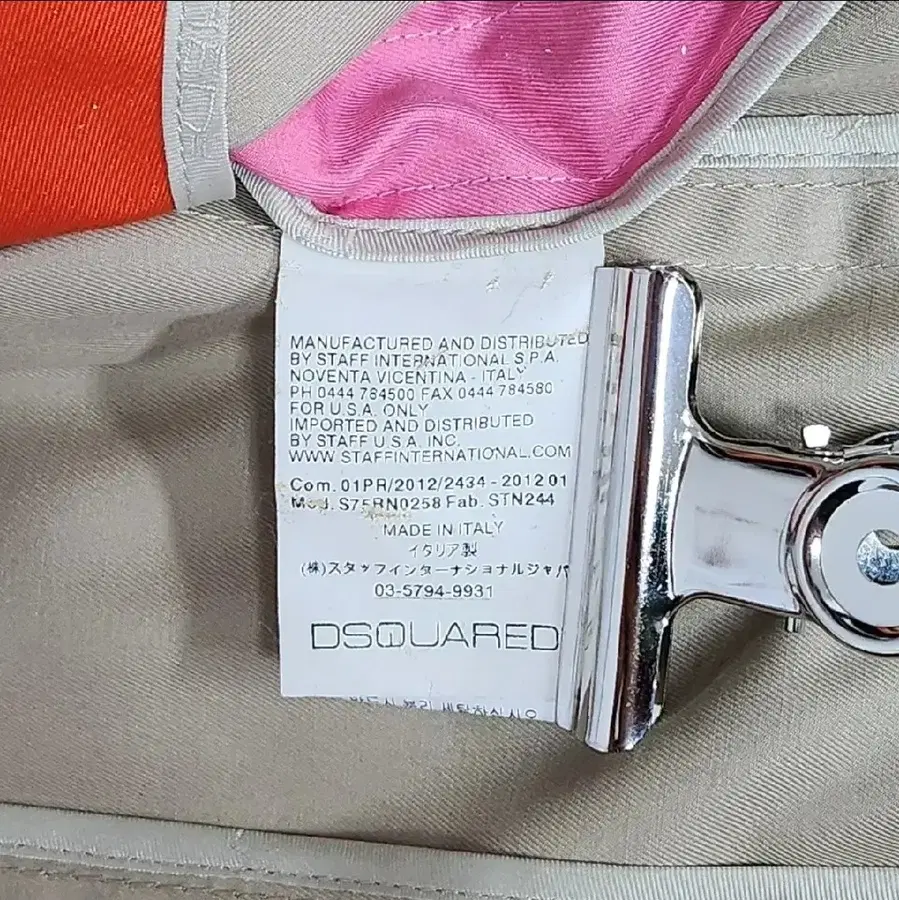 MANUFACTURED AND DISTRIBUTED
BY STAFF INTERNATIONAL S.P.A.
NOVENTA VICENTINA - ITALY
PH 0444 784500 FAX 0444 784580
FOR U.S.A. ONLY
IMPORTED AND DISTRIBUTED
BY STAFF U.S.A. INC.
WWW.STAFFINTERNATIONAL.COM
Com. 01PR/2012/2434 - 2012 01
Mod. S75BN0258 Fab. STN244
MADE IN ITALY
イタリア製
(株)スタッフインターナショナルジャパ
03-5794-9931
DSQUARED